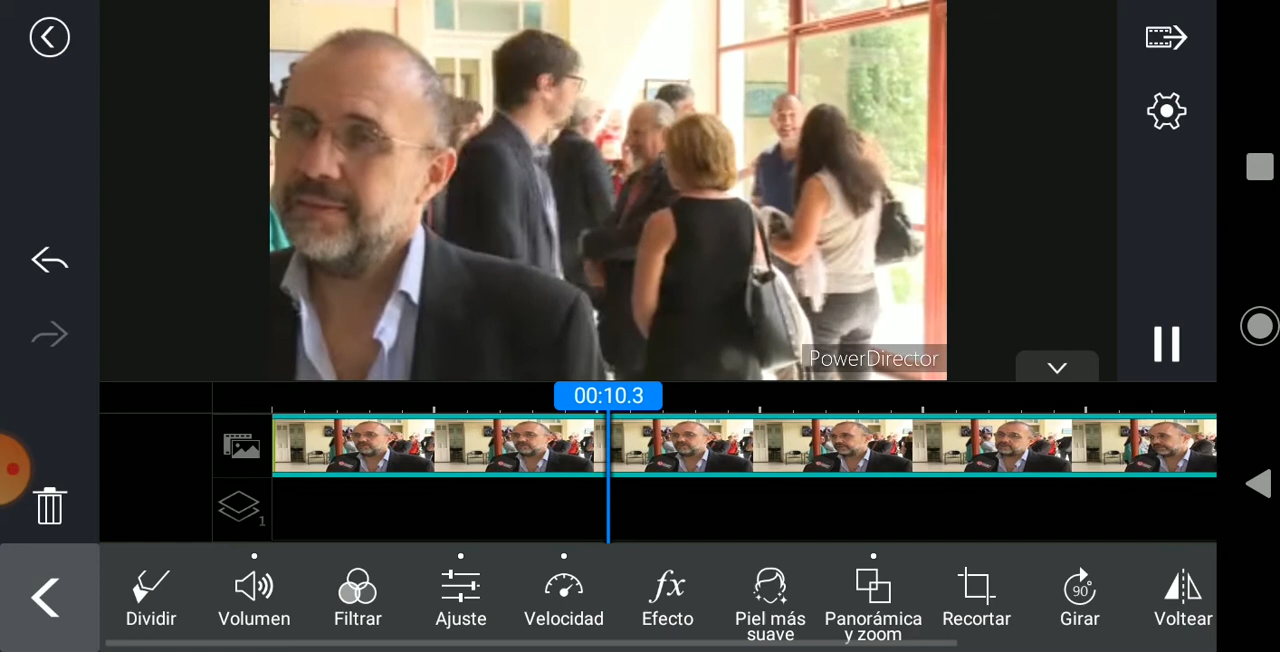 PowerDirector
00:10.3
1
Dividir
Volumen
Filtrar
Ajuste
Velocidad
Efecto
Piel más
suave
Panorámica
y zoom
Recortar
90°
Girar
Voltear